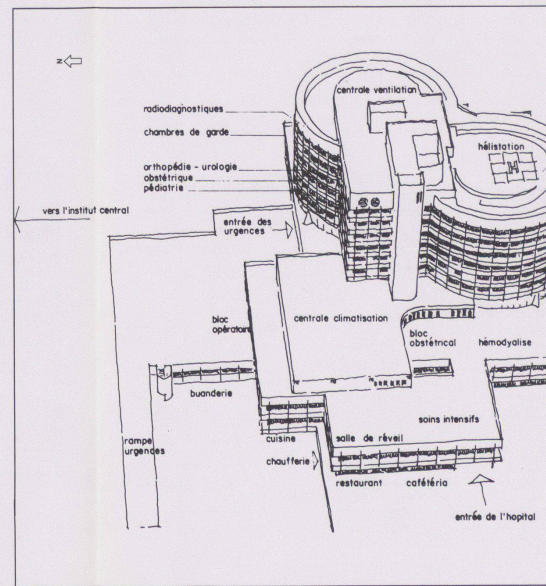 N
centrale ventilation
radiodiagnostiques
chambres de garde
hélistation
H
orthopédie - urologie
obstétrique
pédiatrie
vers l'institut central
entrée des
urgences
centrale climatisation
bloc
opératoire
bloc
obstétrical
hémodyalise
buanderie
soins intensifs
rampe
urgences
cuisine
salle de réveil
chaufferie
restaurant
cafétéria
entrée de l'hopital